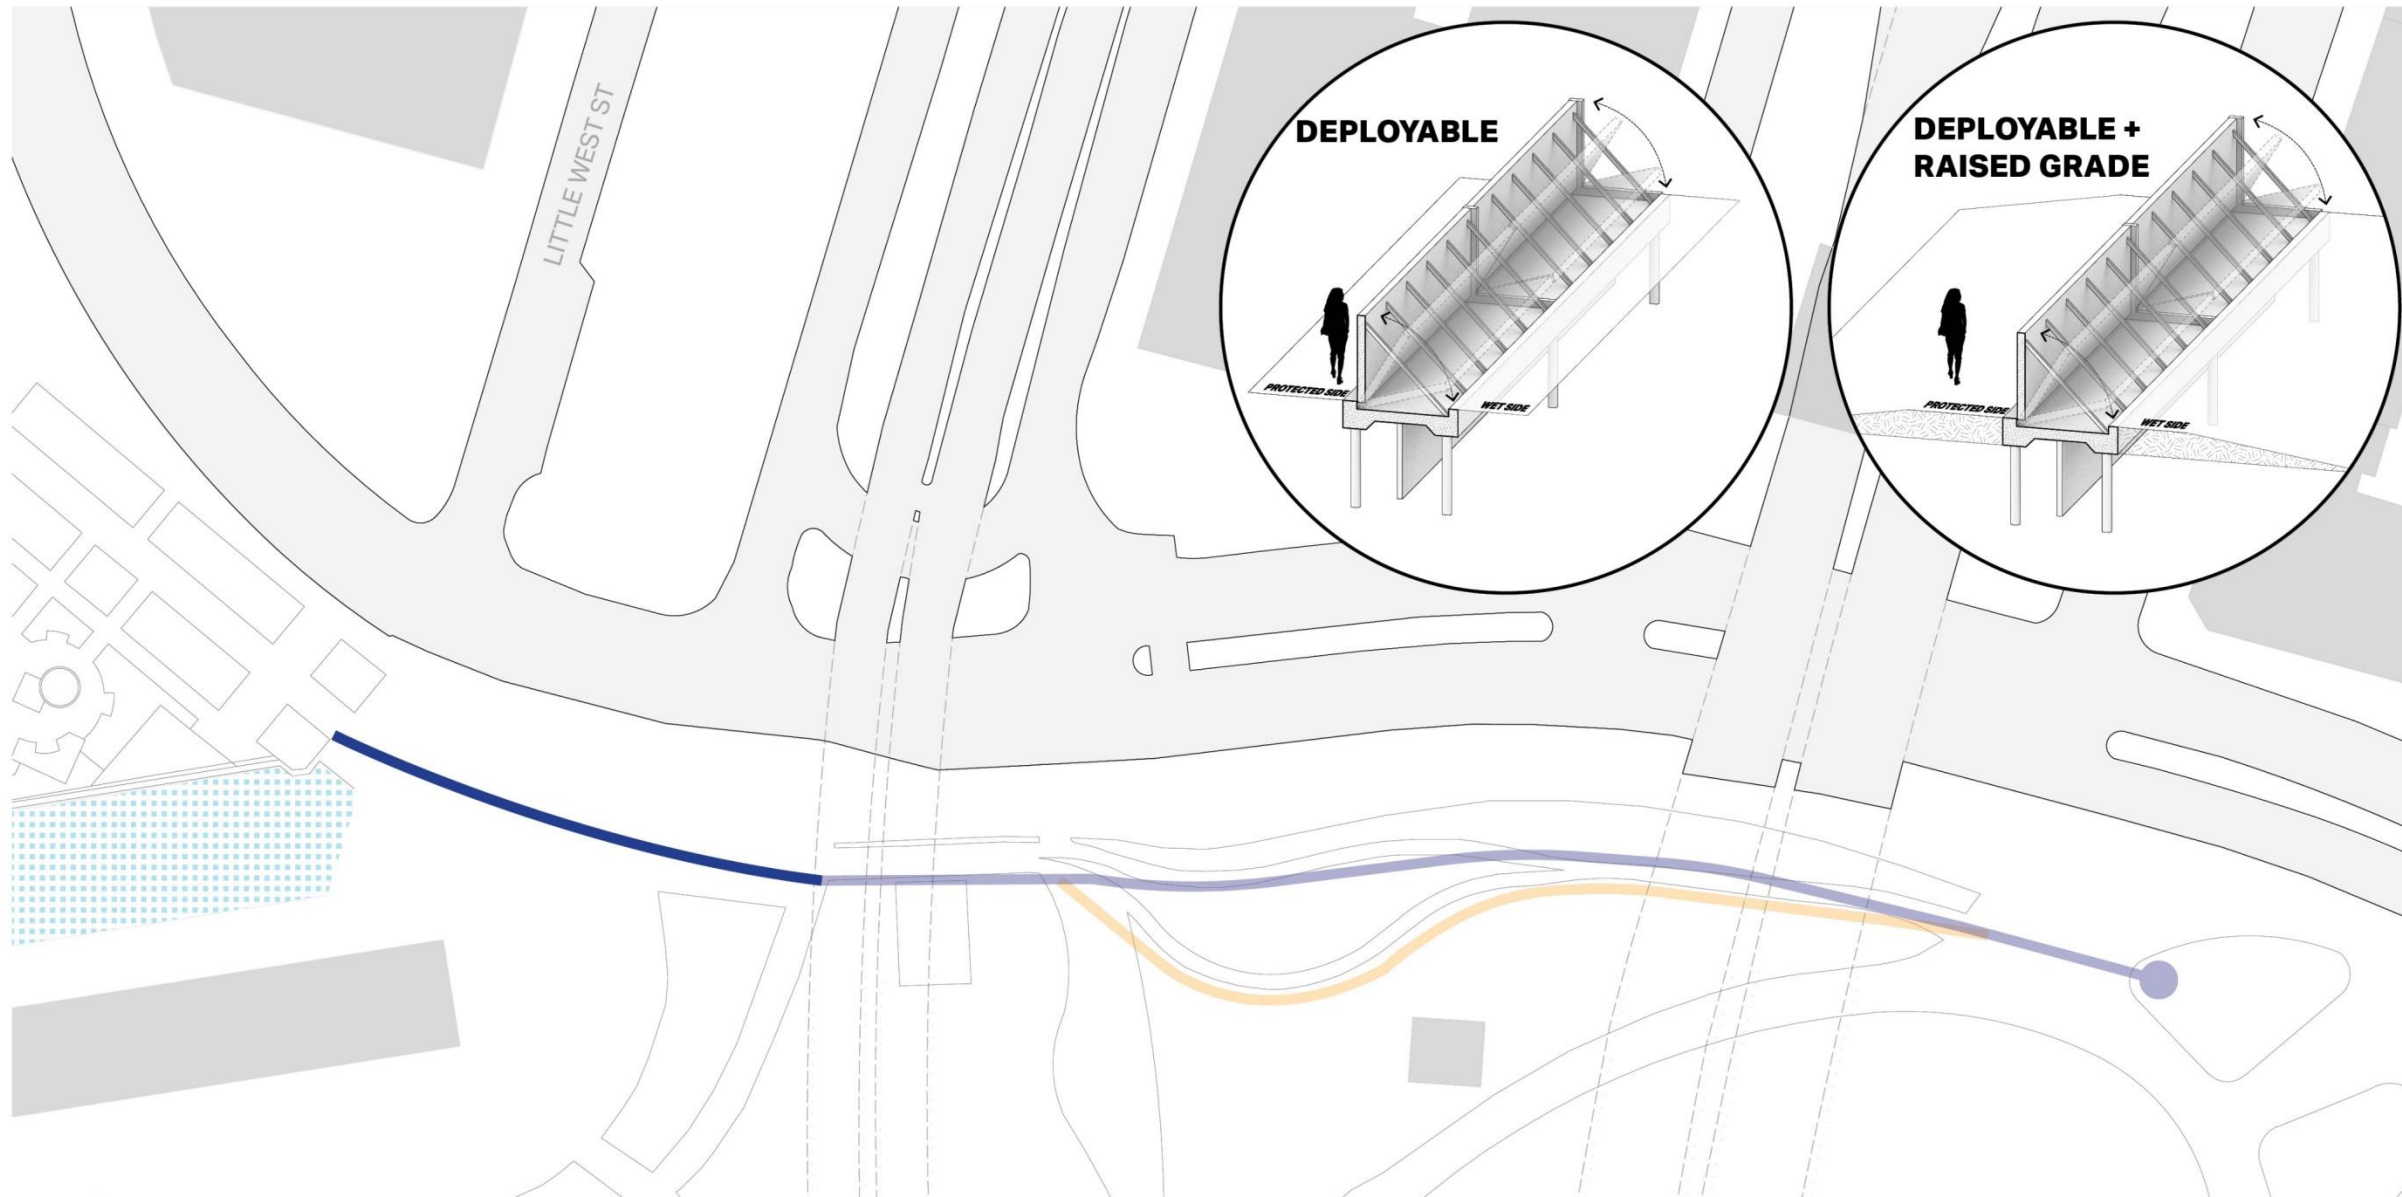 LITTLE WEST ST
DEPLOYABLE
PROTECTED SIDE
WET SIDE
DEPLOYABLE +
RAISED GRADE
PROTECTED SIDE
WET SIDE